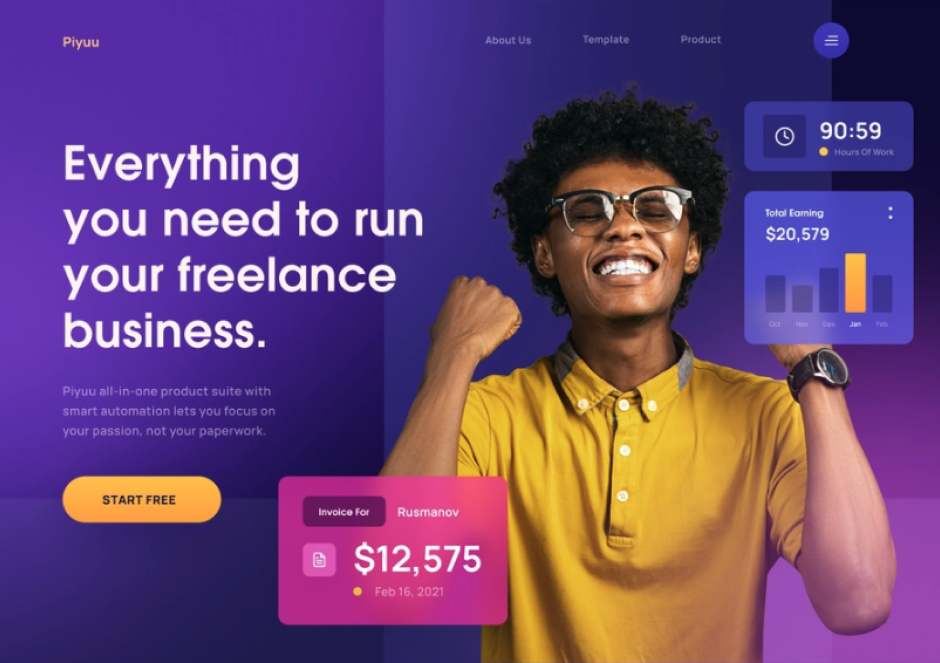 Piyuu
About Us
Template
Product
Everything
you need to run
your freelance
business.
Piyuu all-in-one product suite with
smart automation lets you focus on
your passion, not your paperwork.
START FREE
90:59
Hours Of Work
Total Earning
$20,579
Oct Nov Dec Jan Feb
Invoice For Rusmanov
$12,575
Feb 16, 2021